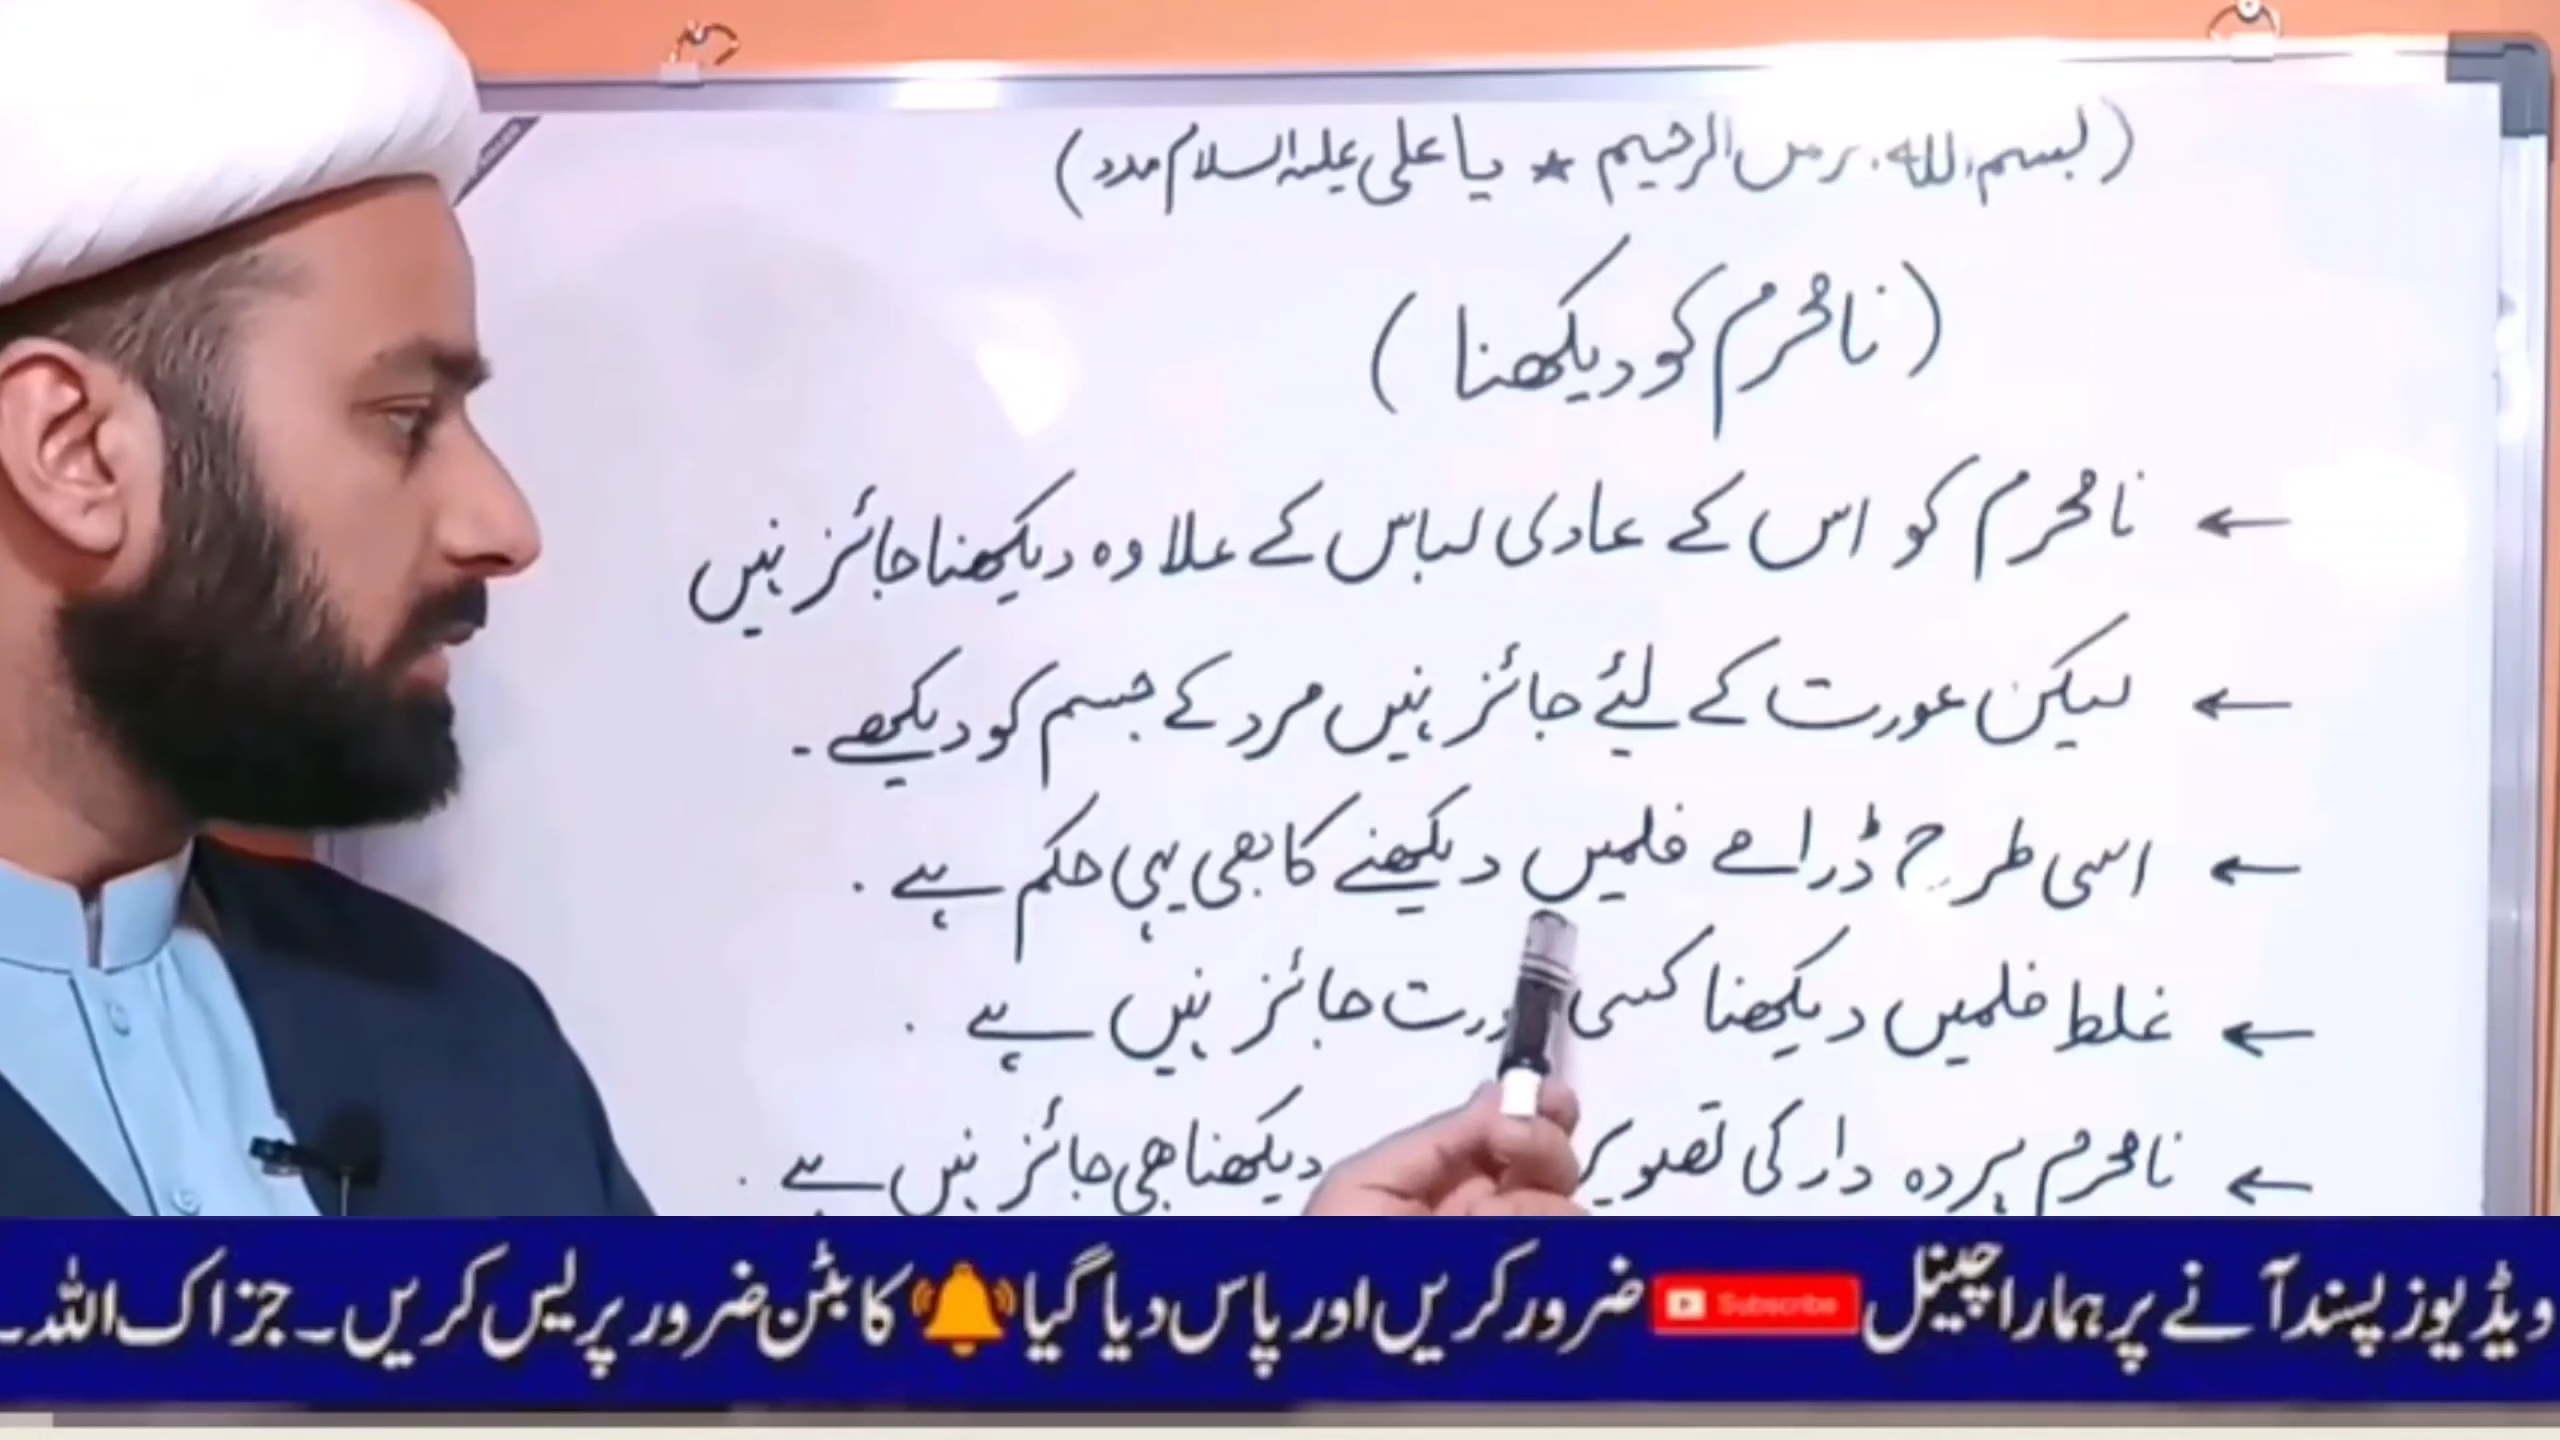 (بسم اللہ الرحمن الرحیم ★ یا علی علیہ السلام مدد)
(نامحرم کو دیکھنا)
← نامحرم کو اس کے عادی لباس کے علاوہ دیکھنا جائز نہیں
← لیکن عورت کے لئے جائز نہیں مرد کے جسم کو دیکھے۔
← اسی طرح ڈرامے فلمیں دیکھنے کا بھی یہی حکم ہے۔
← غلط فلمیں دیکھنا کسی جائز نہیں ہے۔
← نامحرم پردہ دار کی تصویر دیکھنا بھی جائز نہیں ہے۔
ویڈیوز پسند آنے پر ہمارا چینل Subscribe ضرور کریں اور پاس دیا گیا 🔔 کا بٹن ضرور پریس کریں۔ جزاک اللہ۔